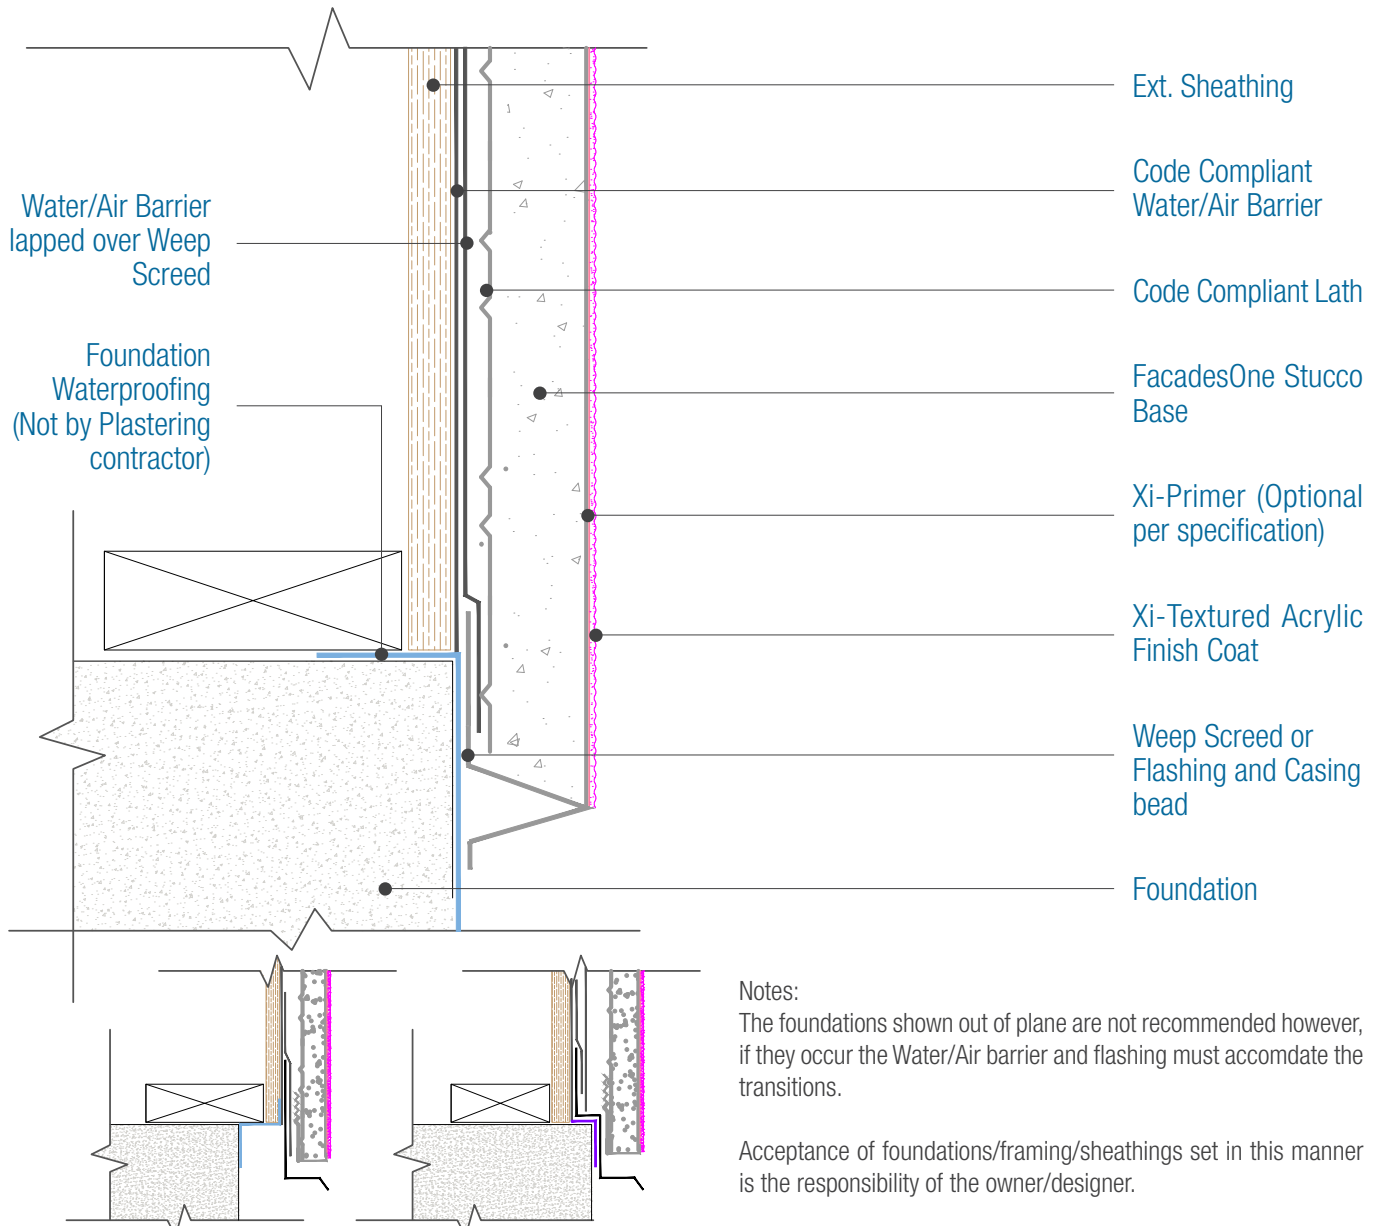 Ext. Sheathing
Code Compliant
Water/Air Barrier
Water/Air Barrier
lapped over Weep
Screed
Code Compliant Lath
Foundation
Waterproofing
(Not by Plastering
contractor)
FacadesOne Stucco
Base
Xi-Primer (Optional
per specification)
Xi-Textured Acrylic
Finish Coat
Weep Screed or
Flashing and Casing
bead
Foundation
Notes:
The foundations shown out of plane are not recommended however,
if they occur the Water/Air barrier and flashing must accomdate the
transitions.
Acceptance of foundations/framing/sheathings set in this manner
is the responsibility of the owner/designer.